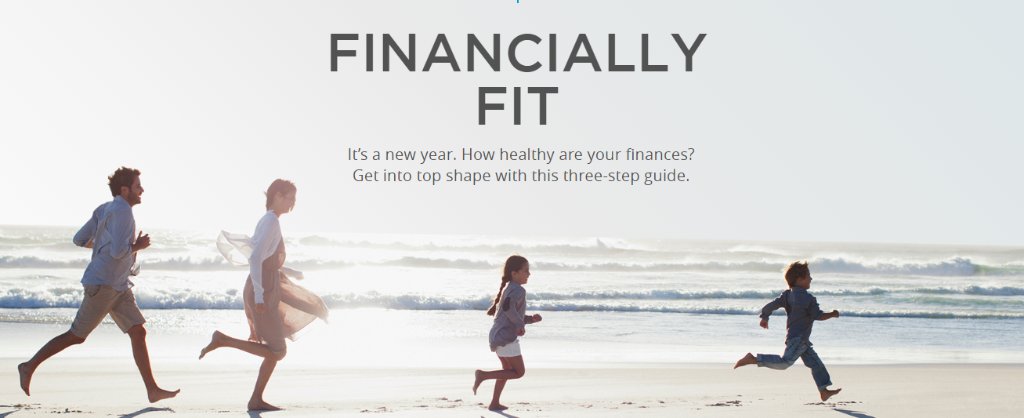 FINANCIALLY
FIT
It’s a new year. How healthy are your finances?
Get into top shape with this three-step guide.